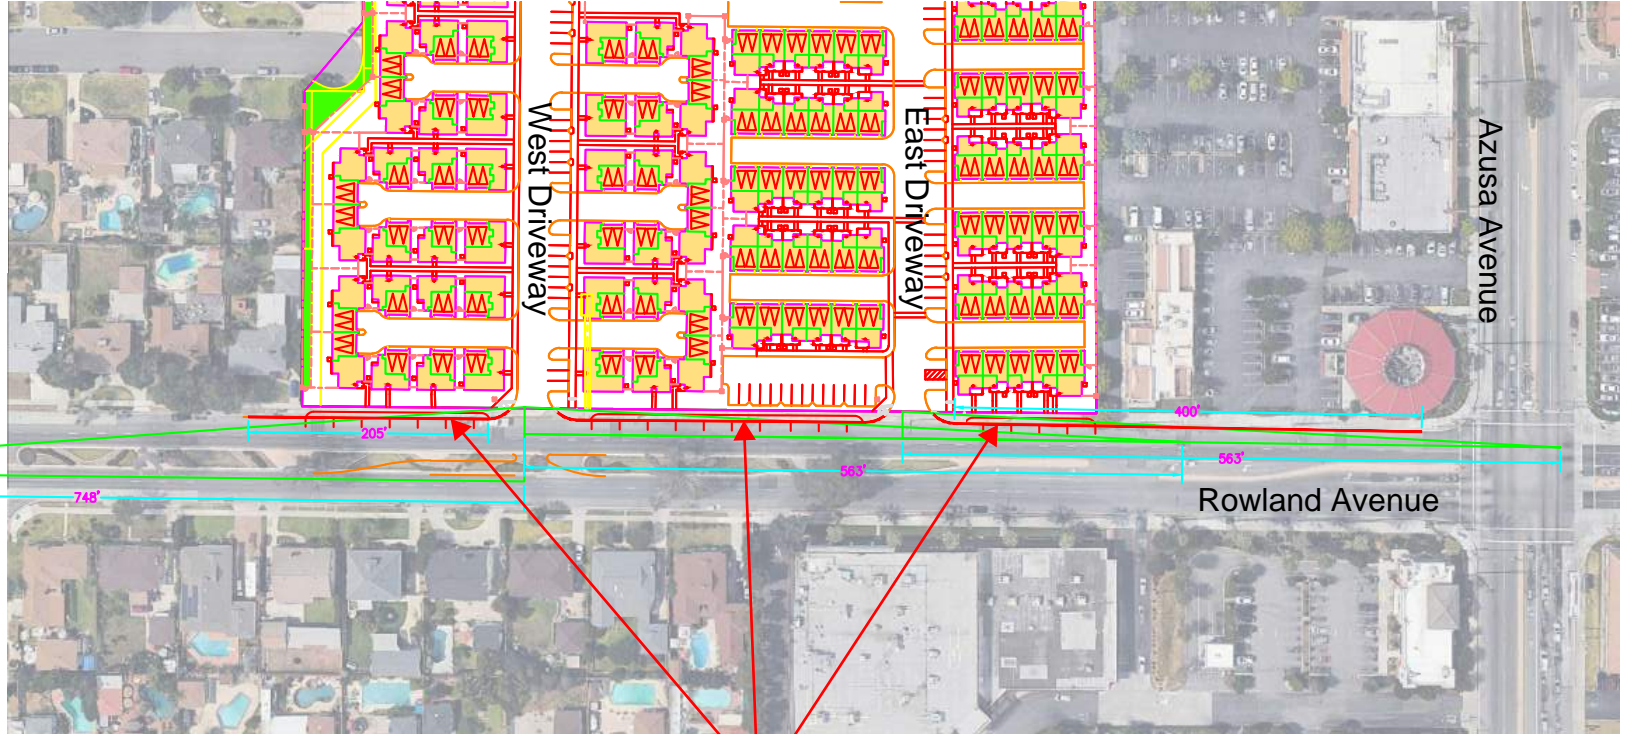 West Driveway
East Driveway
Azusa Avenue
400'
205'
563'
563'
748'
Rowland Avenue